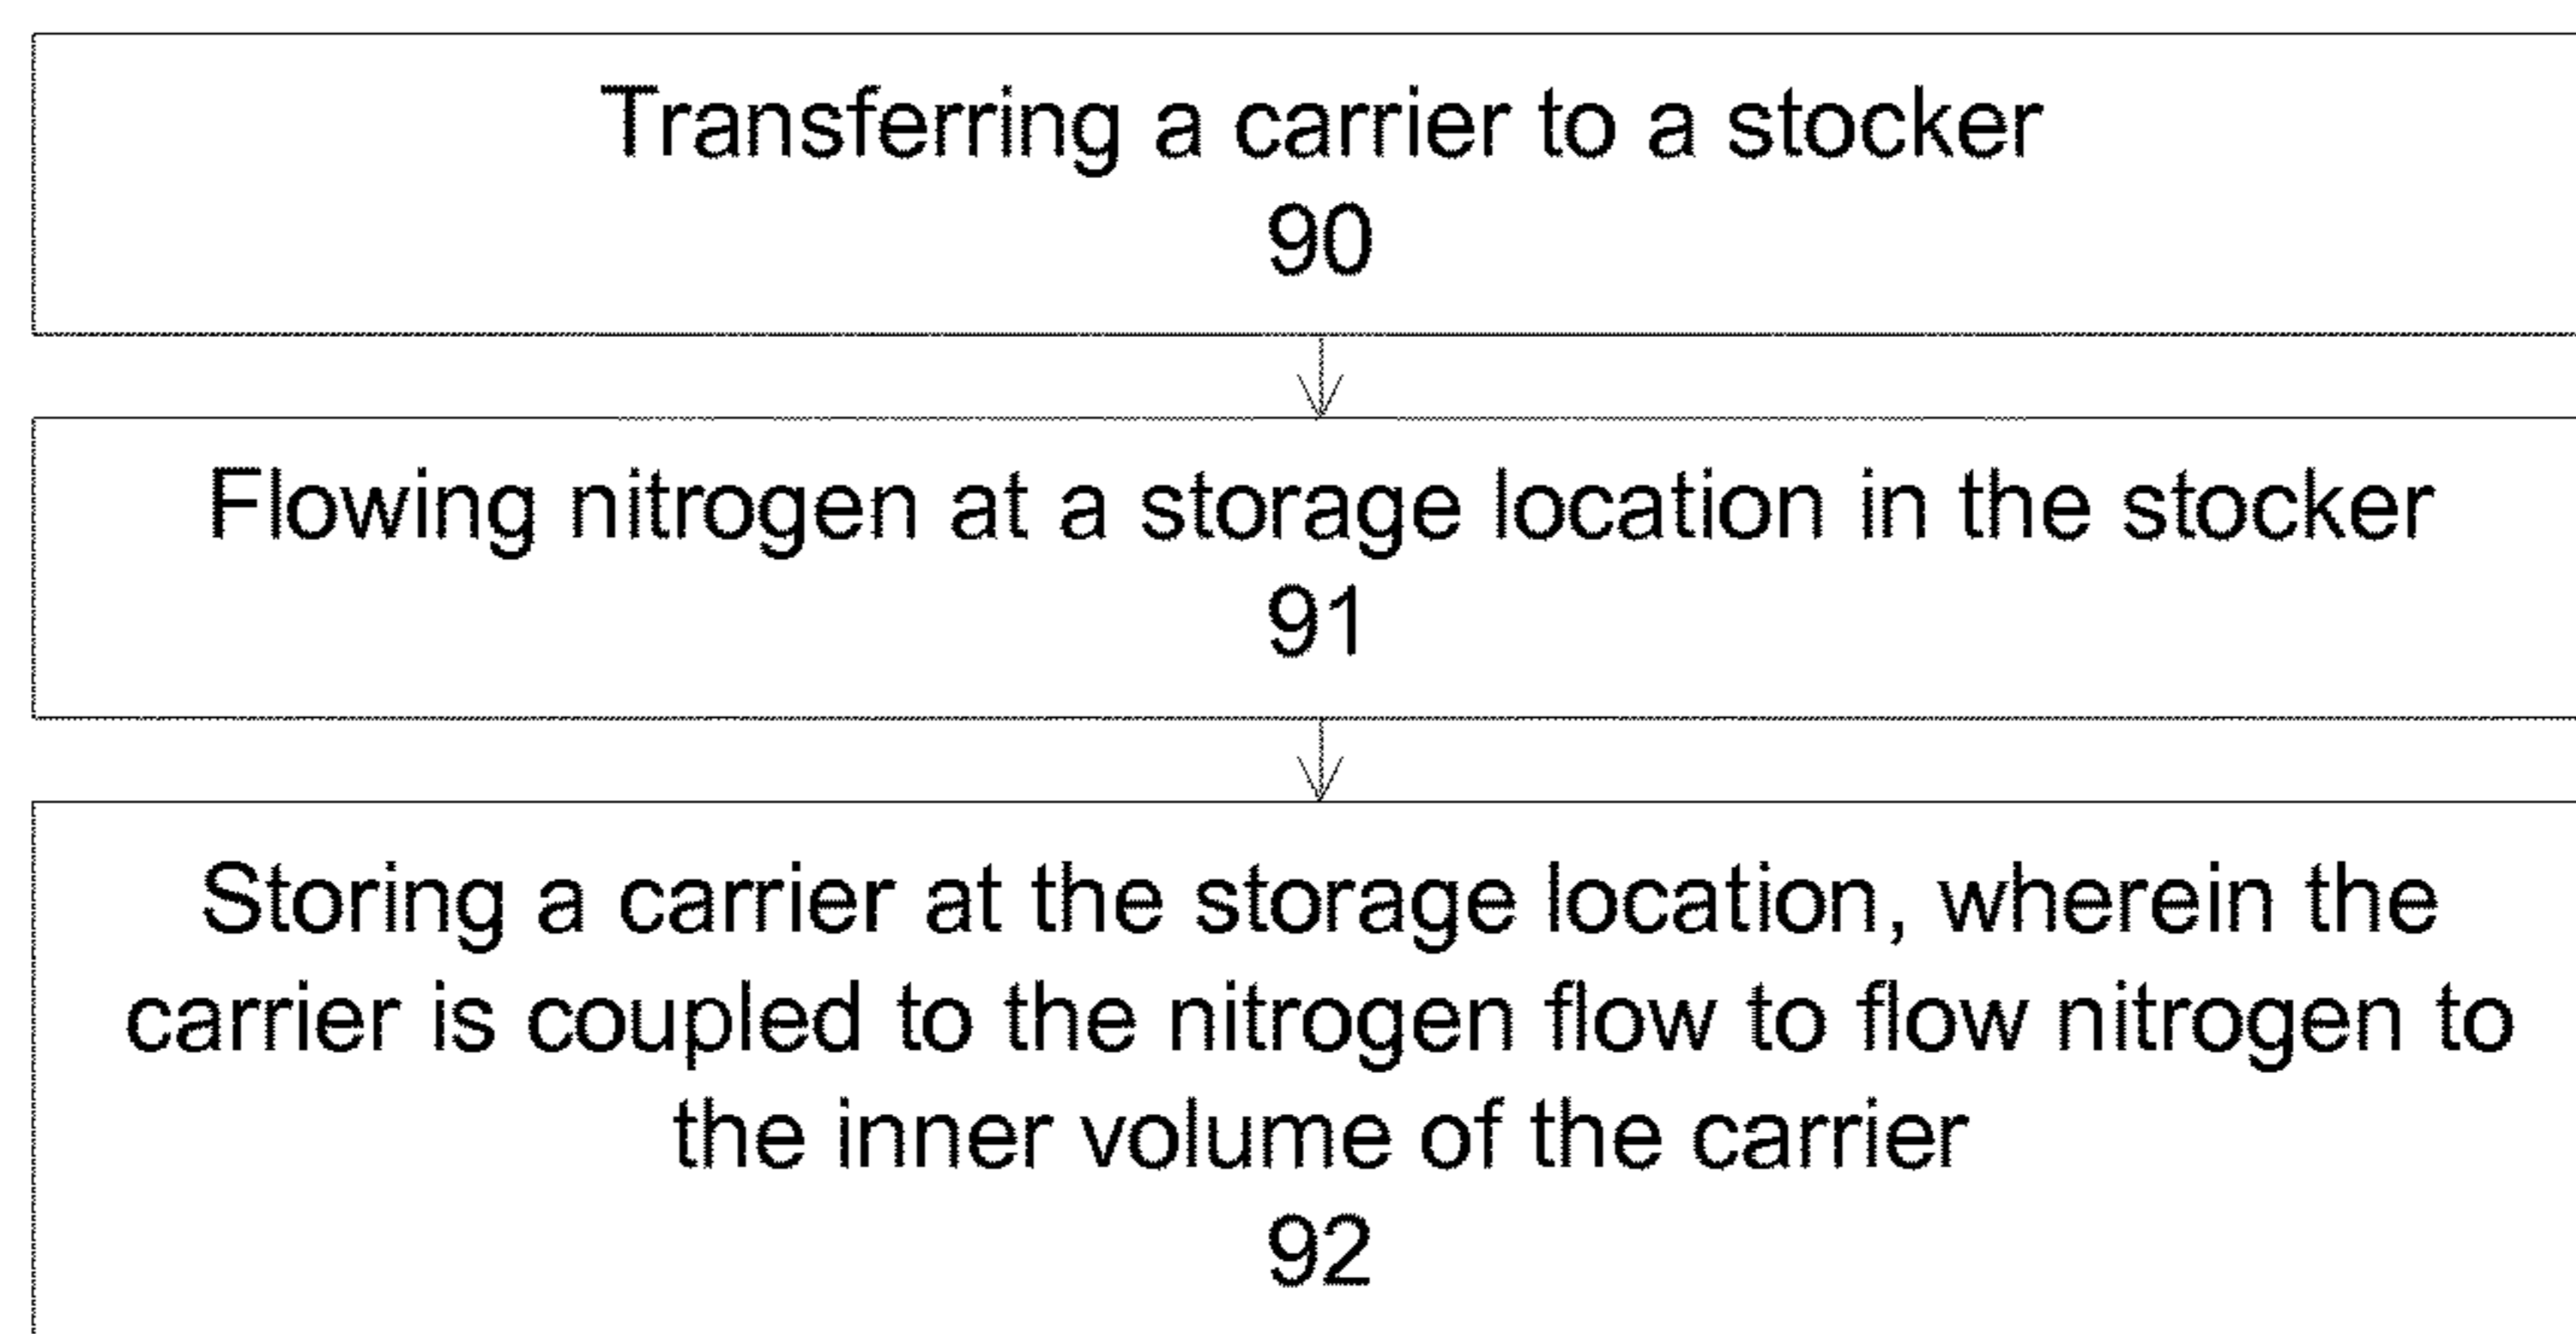 Transferring a carrier to a stocker
90
Flowing nitrogen at a storage location in the stocker
91
Storing a carrier at the storage location, wherein the
carrier is coupled to the nitrogen flow to flow nitrogen to
the inner volume of the carrier
92